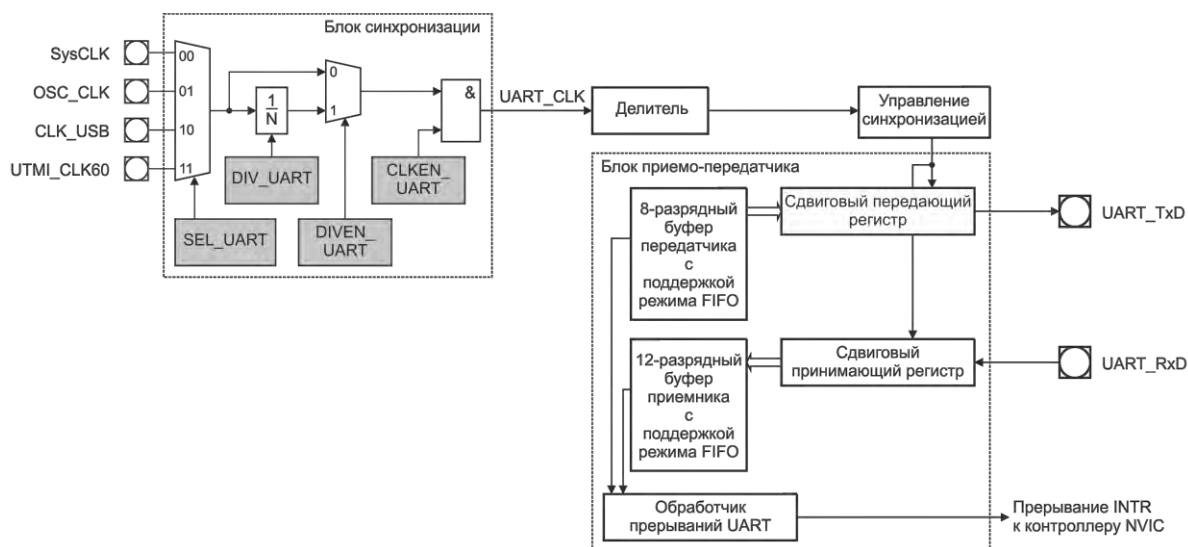 Блок синхронизации
SysCLK
OSC_CLK
CLK_USB
UTMI_CLK60
00
01
10
11
1
N
0
1
&
DIV_UART
CLKEN_
UART
SEL_UART
DIVEN_
UART
UART_CLK
Делитель
Управление
синхронизацией
Блок приемо-передатчика
8-разрядный
буфер
передатчика
с
поддержкой
режима FIFO
Сдвиговый передающий
регистр
UART_TxD
12-разрядный
буфер
приемника
с
поддержкой
режима FIFO
Сдвиговый
принимающий регистр
UART_RxD
Обработчик
прерываний UART
Прерывание INTR
к контроллеру NVIC